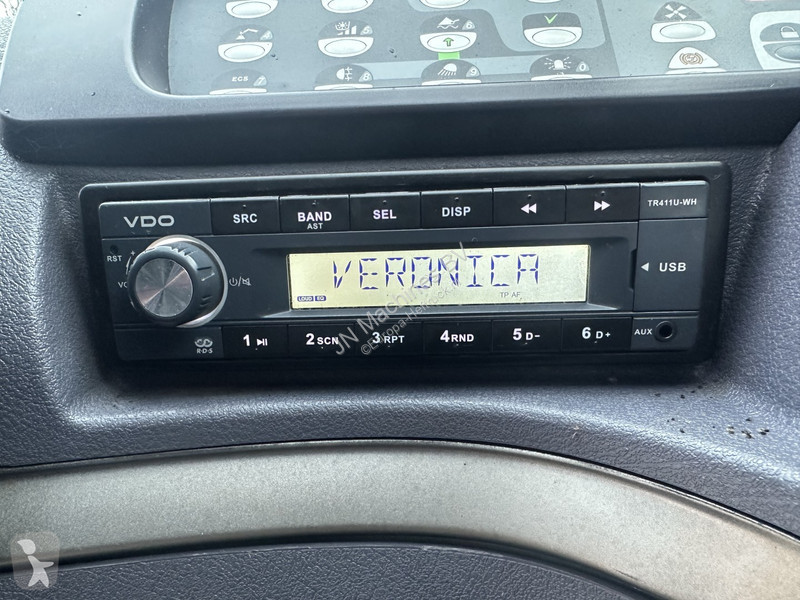 ECS
VDO
SRC
BAND
AST
SEL
DISP
TR411U-WH
RST
VERONICA
USB
LOUD EQ
TP AF
JN Machinery B.V.
R·D·S
1
2 SCN
3 RPT
4 RND
5 D-
6 D+
AUX